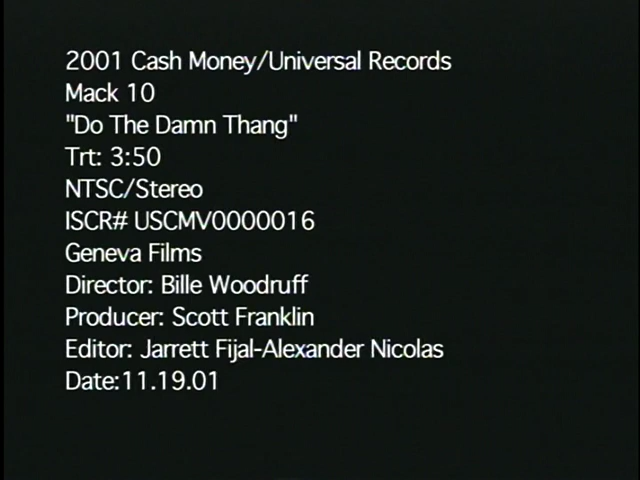 2001 Cash Money/Universal Records
Mack 10
"Do The Damn Thang"
Trt: 3:50
NTSC/Stereo
ISCR# USCMV0000016
Geneva Films
Director: Bille Woodruff
Producer: Scott Franklin
Editor: Jarrett Fijal-Alexander Nicolas
Date:11.19.01